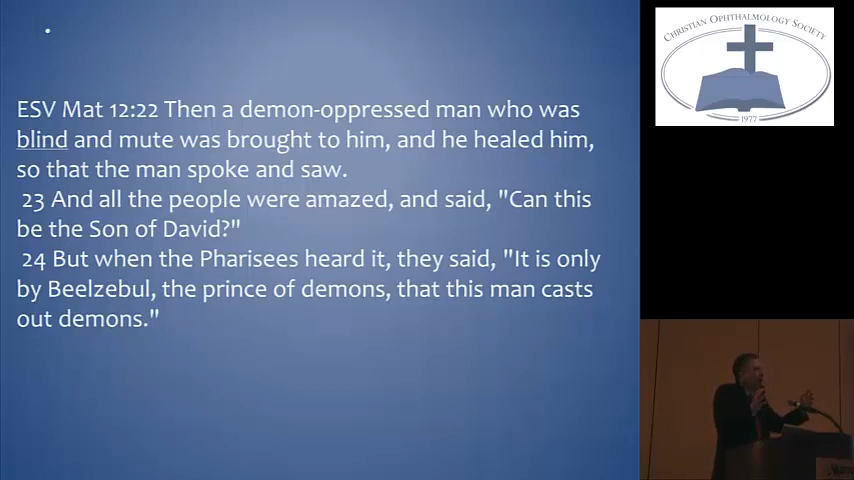 ESV Mat 12:22 Then a demon-oppressed man who was
blind and mute was brought to him, and he healed him,
so that the man spoke and saw.
23 And all the people were amazed, and said, "Can this
be the Son of David?"
24 But when the Pharisees heard it, they said, "It is only
by Beelzebul, the prince of demons, that this man casts
out demons."
CHRISTIAN OPHTHALMOLOGY SOCIETY
1977